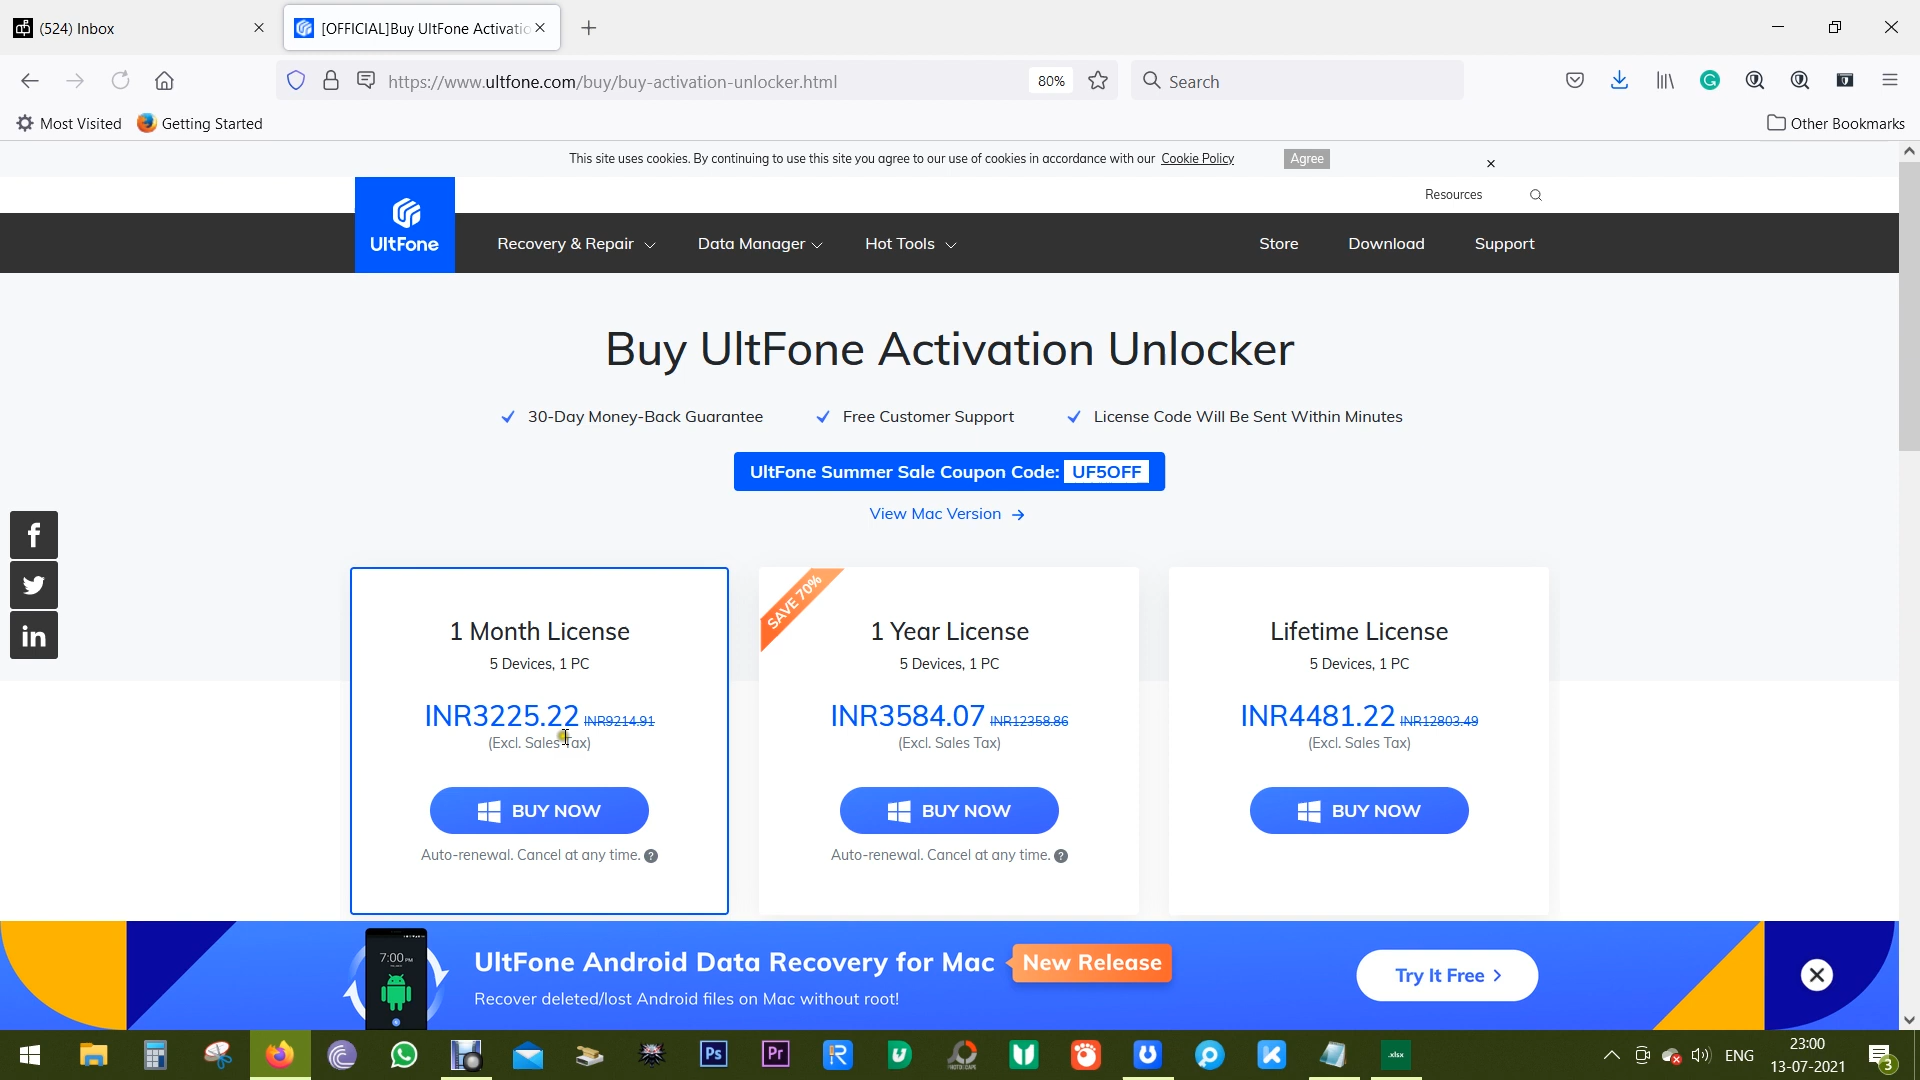 (524) Inbox
[OFFICIAL]Buy UltFone Activatio
https://www.ultfone.com/buy/buy-activation-unlocker.html
80%
Search
Most Visited
Getting Started
Other Bookmarks
This site uses cookies. By continuing to use this site you agree to our use of cookies in accordance with our Cookie Policy
Agree
Resources
UltFone
Recovery & Repair
Data Manager
Hot Tools
Store
Download
Support
Buy UltFone Activation Unlocker
30-Day Money-Back Guarantee
Free Customer Support
License Code Will Be Sent Within Minutes
UltFone Summer Sale Coupon Code: UF5OFF
View Mac Version
1 Month License
5 Devices, 1 PC
INR3225.22 INR9214.91
(Excl. Sales Tax)
BUY NOW
Auto-renewal. Cancel at any time.
SAVE 70%
1 Year License
5 Devices, 1 PC
INR3584.07 INR12358.86
(Excl. Sales Tax)
BUY NOW
Auto-renewal. Cancel at any time.
Lifetime License
5 Devices, 1 PC
INR4481.22 INR12803.49
(Excl. Sales Tax)
BUY NOW
7:00 PM
UltFone Android Data Recovery for Mac
New Release
Recover deleted/lost Android files on Mac without root!
Try It Free
Ps
Pr
.xlsx
ENG
23:00
13-07-2021
3